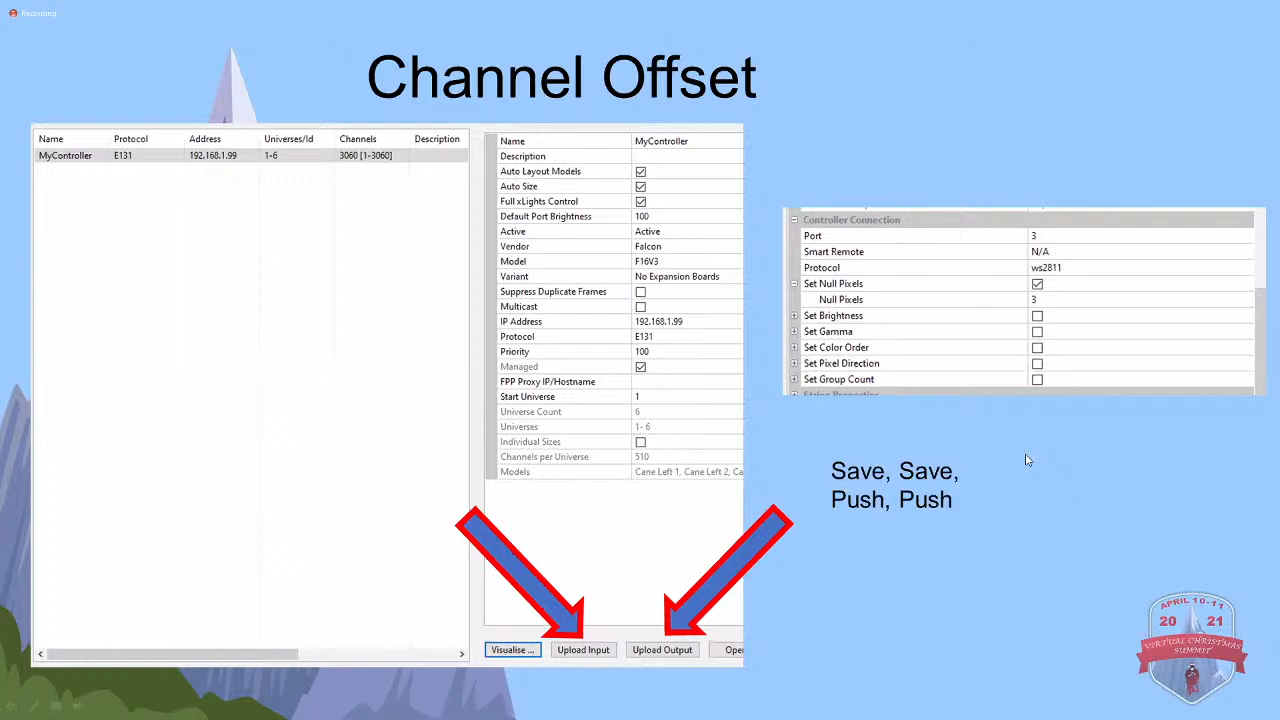 Recording
Channel Offset
Name Protocol Address Universes/Id Channels Description
MyController E131 192.168.1.99 1-6 3060 [1-3060]
Name MyController
Description
Auto Layout Models
Auto Size
Full xLights Control
Default Port Brightness 100
Active Active
Vendor Falcon
Model F16V3
Variant No Expansion Boards
Suppress Duplicate Frames
Multicast
IP Address 192.168.1.99
Protocol E131
Priority 100
Managed
FPP Proxy IP/Hostname
Start Universe 1
Universe Count 6
Universes 1- 6
Individual Sizes
Channels per Universe 510
Models Cane Left 1, Cane Left 2, Ca
Visualise ... Upload Input Upload Output Ope
Controller Connection
Port 3
Smart Remote N/A
Protocol ws2811
Set Null Pixels
Null Pixels 3
Set Brightness
Set Gamma
Set Color Order
Set Pixel Direction
Set Group Count
String Properties
Save, Save,
Push, Push
APRIL 10-11
20 21
VIRTUAL CHRISTMAS
SUMMIT